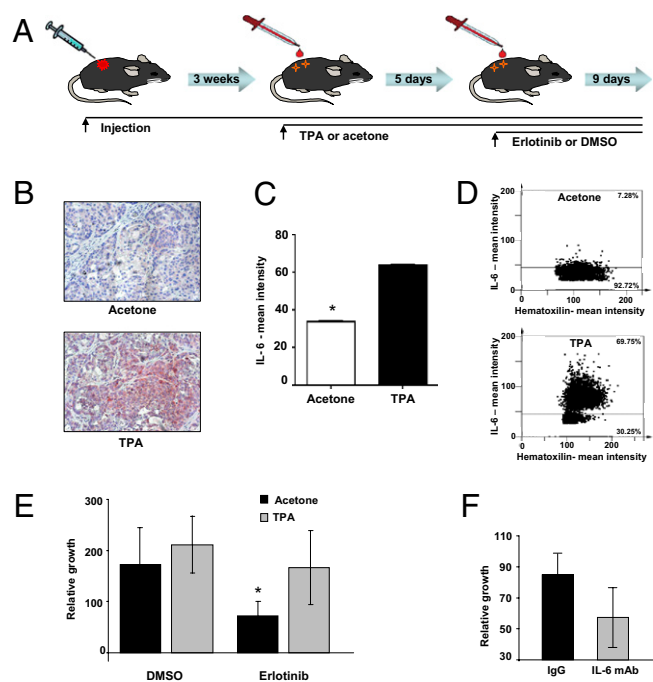 A
3 weeks
5 days
9 days
Injection
TPA or acetone
Erlotinib or DMSO
B
Acetone
TPA
C
IL- 6 - mean intensity
80
60
40
20
0
*
Acetone
TPA
D
IL-6 – mean intensity
200
100
0
Acetone
7.28%
92.72%
0
100
200
Hematoxilin- mean intensity
IL-6 – mean intensity
200
100
0
TPA
69.75%
30.25%
0
100
200
Hematoxilin- mean intensity
E
Relative growth
300
200
100
0
Acetone
TPA
*
DMSO
Erlotinib
F
Relative growth
110
90
70
50
30
IgG
IL-6 mAb